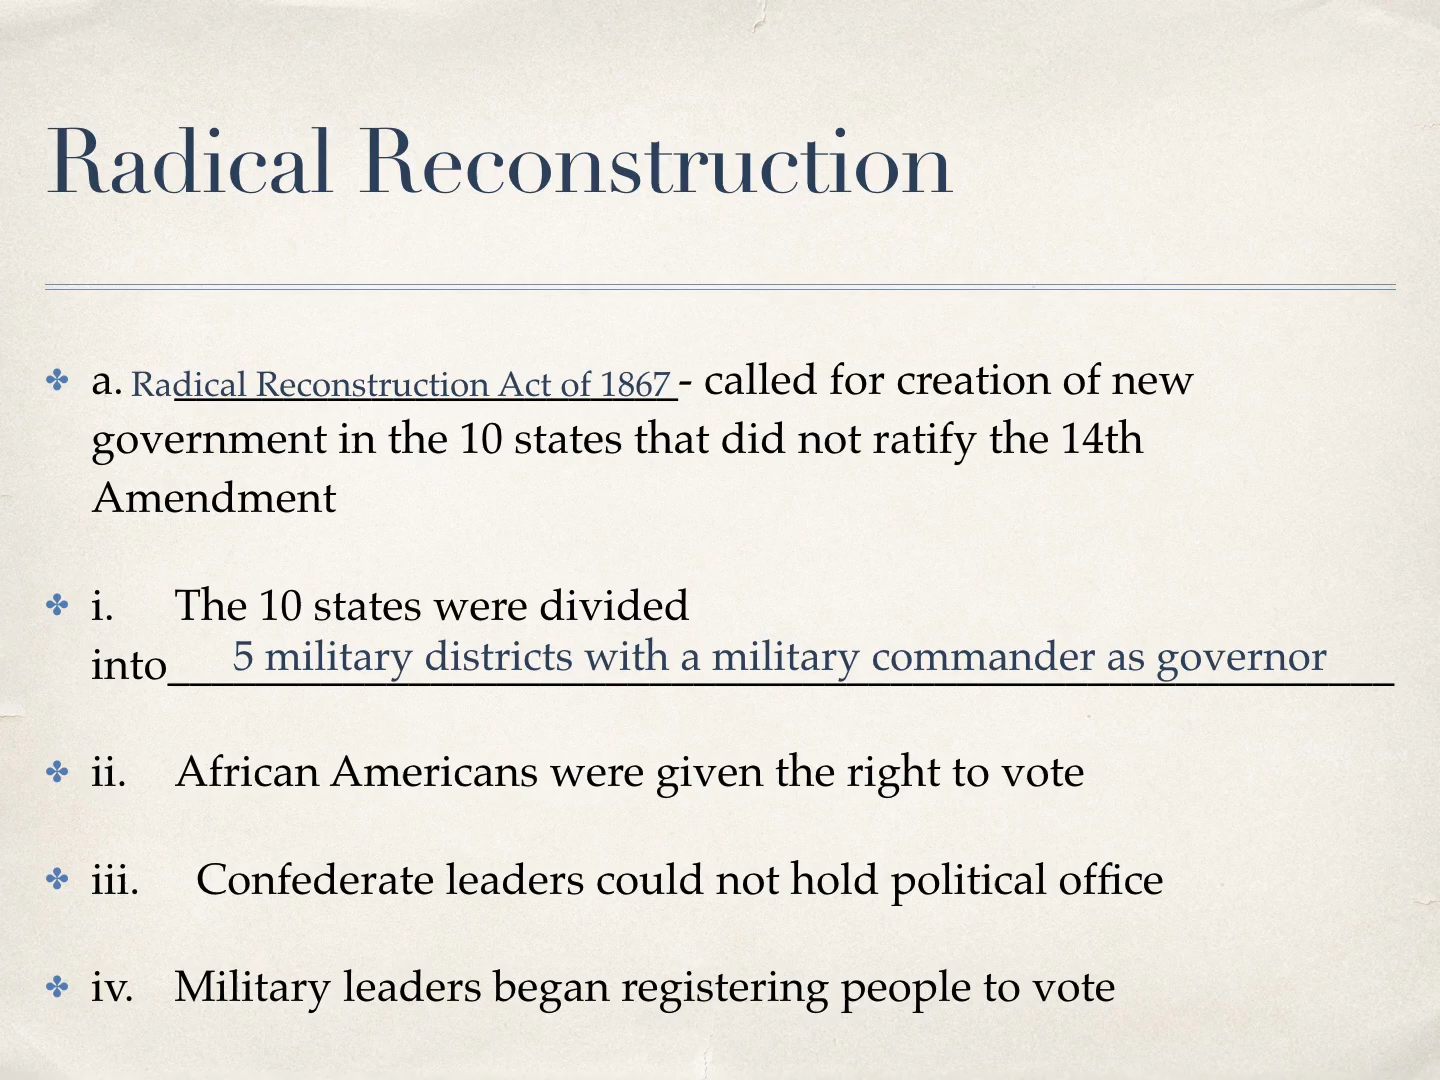 Radical Reconstruction
a. Radical Reconstruction Act of 1867 - called for creation of new
government in the 10 states that did not ratify the 14th
Amendment
i. The 10 states were divided
into 5 military districts with a military commander as governor
ii. African Americans were given the right to vote
iii. Confederate leaders could not hold political office
iv. Military leaders began registering people to vote